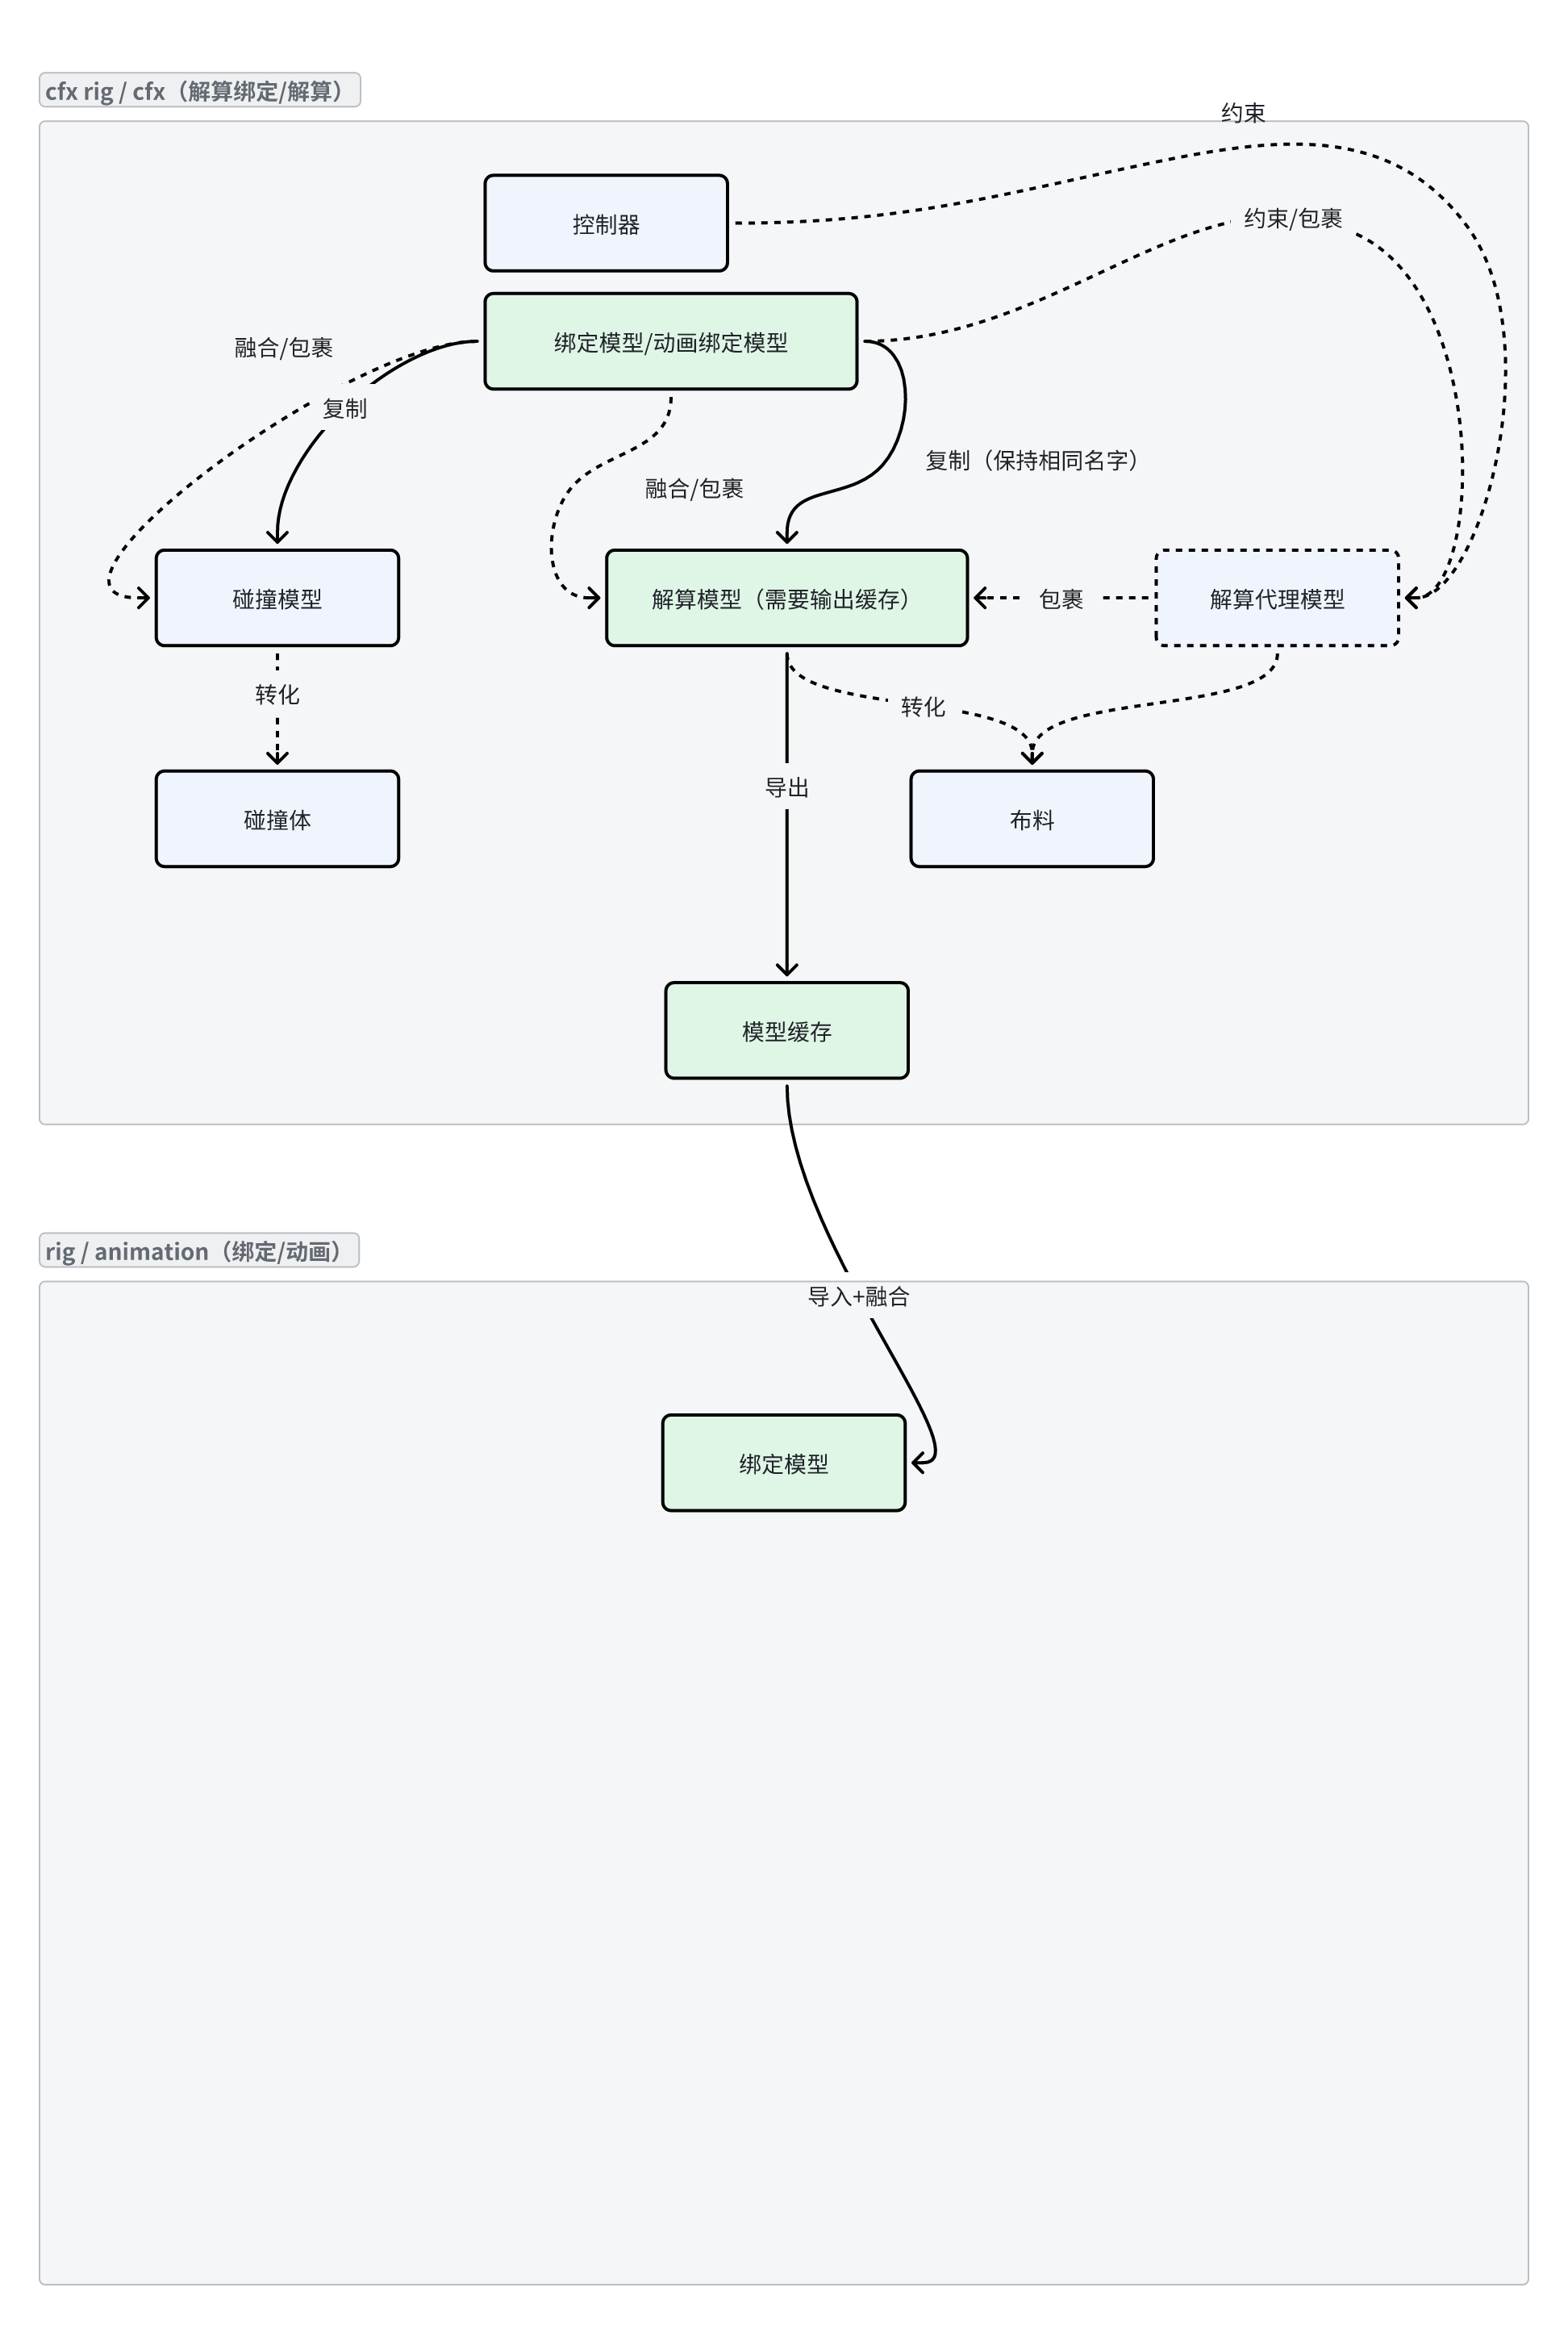 cfx rig / cfx（解算绑定/解算）
约束
控制器
约束/包裹
绑定模型/动画绑定模型
融合/包裹
复制
复制（保持相同名字）
融合/包裹
碰撞模型
解算模型（需要输出缓存）
包裹
解算代理模型
转化
转化
导出
碰撞体
布料
模型缓存
rig / animation（绑定/动画）
导入+融合
绑定模型